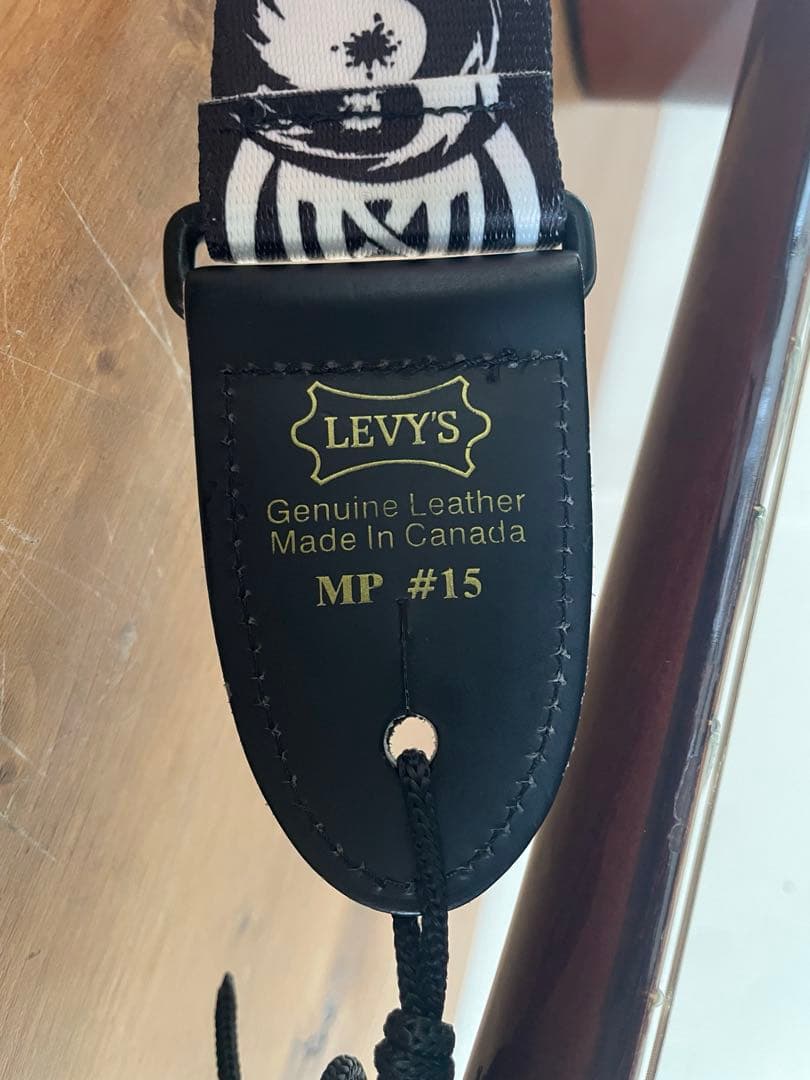 LEVY'S
Genuine Leather
Made In Canada
MP #15